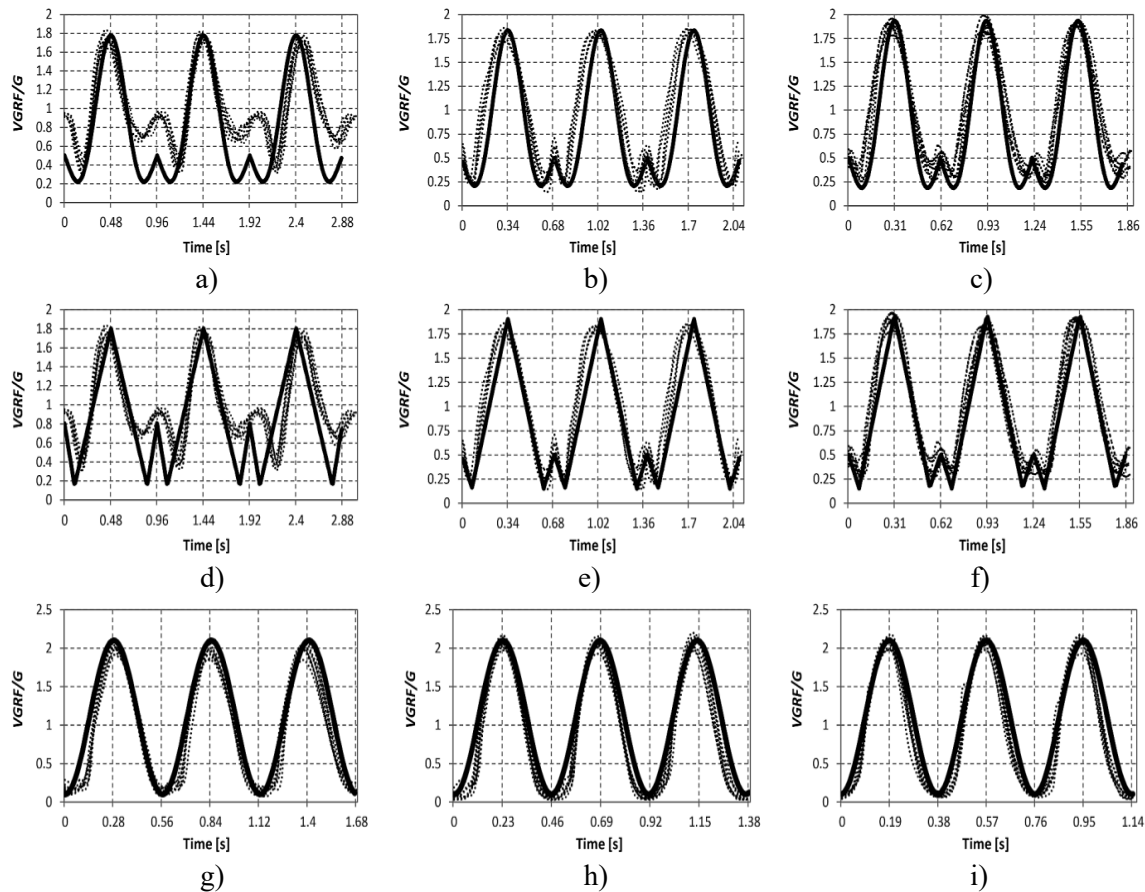 VGRF/G
2
1.8
1.6
1.4
1.2
1
0.8
0.6
0.4
0.2
0
0 0.48 0.96 1.44 1.92 2.4 2.88
Time [s]
a)
VGRF/G
2
1.75
1.5
1.25
1
0.75
0.5
0.25
0
0 0.34 0.68 1.02 1.36 1.7 2.04
Time [s]
b)
VGRF/G
2
1.75
1.5
1.25
1
0.75
0.5
0.25
0
0 0.31 0.62 0.93 1.24 1.55 1.86
Time [s]
c)
VGRF/G
2
1.8
1.6
1.4
1.2
1
0.8
0.6
0.4
0.2
0
0 0.48 0.96 1.44 1.92 2.4 2.88
Time [s]
d)
VGRF/G
2
1.75
1.5
1.25
1
0.75
0.5
0.25
0
0 0.34 0.68 1.02 1.36 1.7 2.04
Time [s]
e)
VGRF/G
2
1.75
1.5
1.25
1
0.75
0.5
0.25
0
0 0.31 0.62 0.93 1.24 1.55 1.86
Time [s]
f)
VGRF/G
2.5
2
1.5
1
0.5
0
0 0.28 0.56 0.84 1.12 1.4 1.68
Time [s]
g)
VGRF/G
2.5
2
1.5
1
0.5
0
0 0.23 0.46 0.69 0.92 1.15 1.38
Time [s]
h)
VGRF/G
2.5
2
1.5
1
0.5
0
0 0.19 0.38 0.57 0.76 0.95 1.14
Time [s]
i)